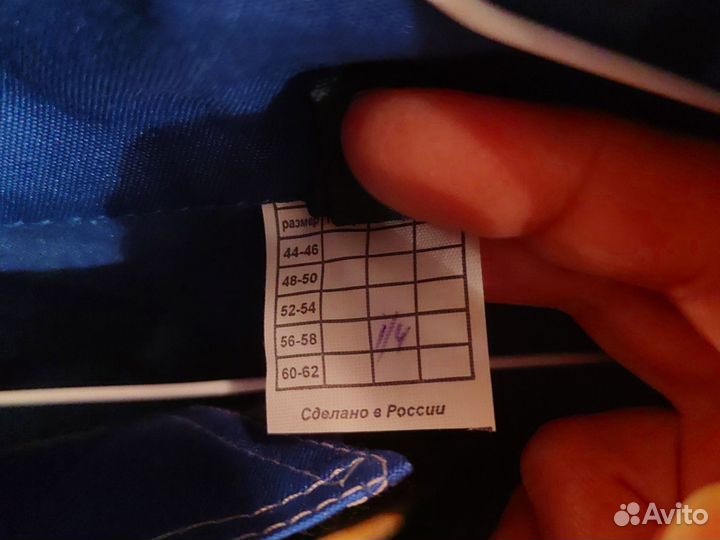 размер
44-46
48-50
52-54
56-58
60-62
Сделано в России
Avito